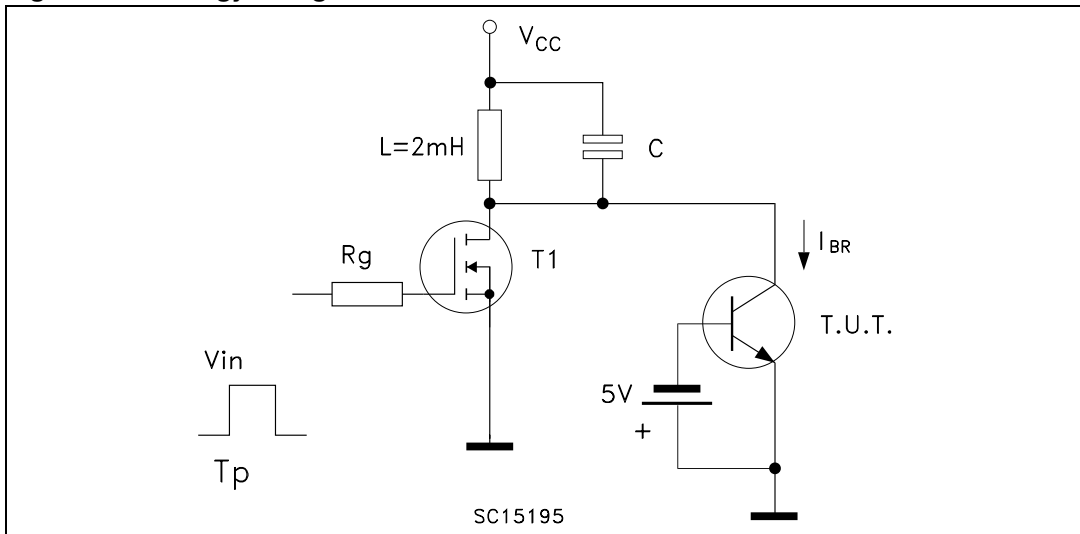 V_CC
L=2mH
C
Rg
T1
I_BR
T.U.T.
Vin
5V
+
Tp
SC15195